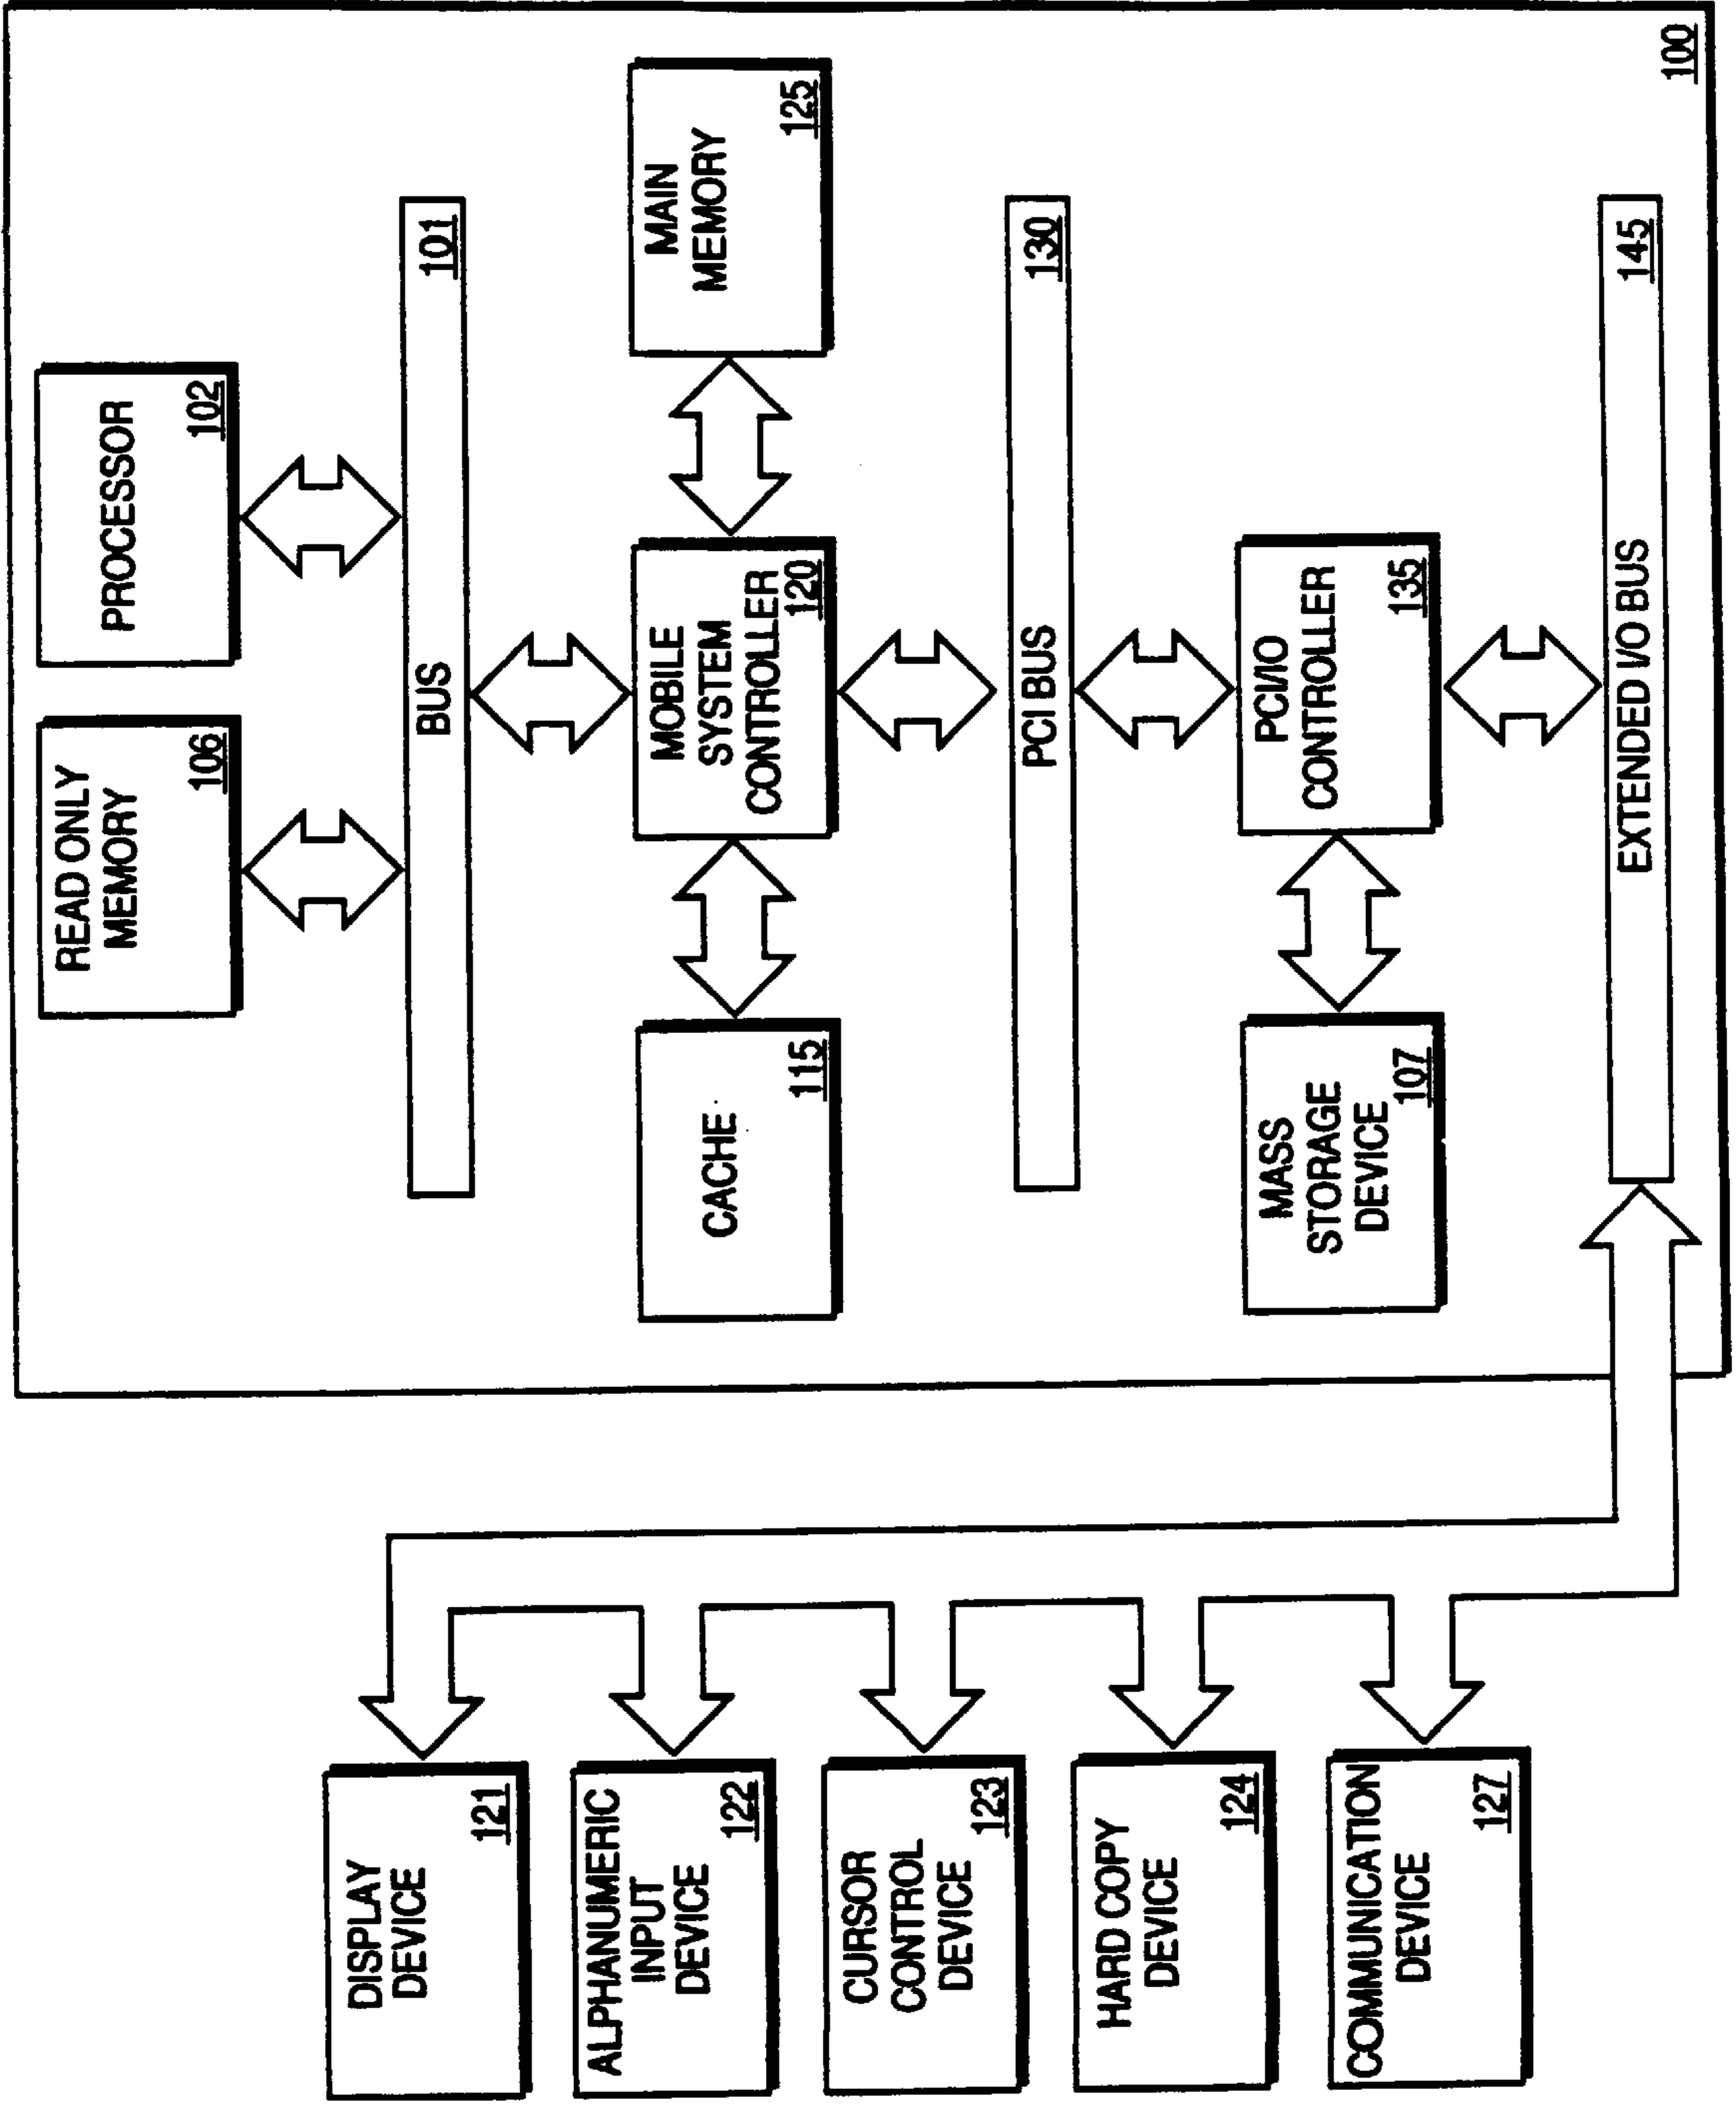 READ ONLY
MEMORY
106
PROCESSOR
102
BUS
101
CACHE
115
MOBILE
SYSTEM
CONTROLLER
120
MAIN
MEMORY
125
PCI BUS
130
MASS
STORAGE
DEVICE
107
PCI/IO
CONTROLLER
135
EXTENDED I/O BUS
145
100
DISPLAY
DEVICE
121
ALPHANUMERIC
INPUT
DEVICE
122
CURSOR
CONTROL
DEVICE
123
HARD COPY
DEVICE
124
COMMUNICATION
DEVICE
127